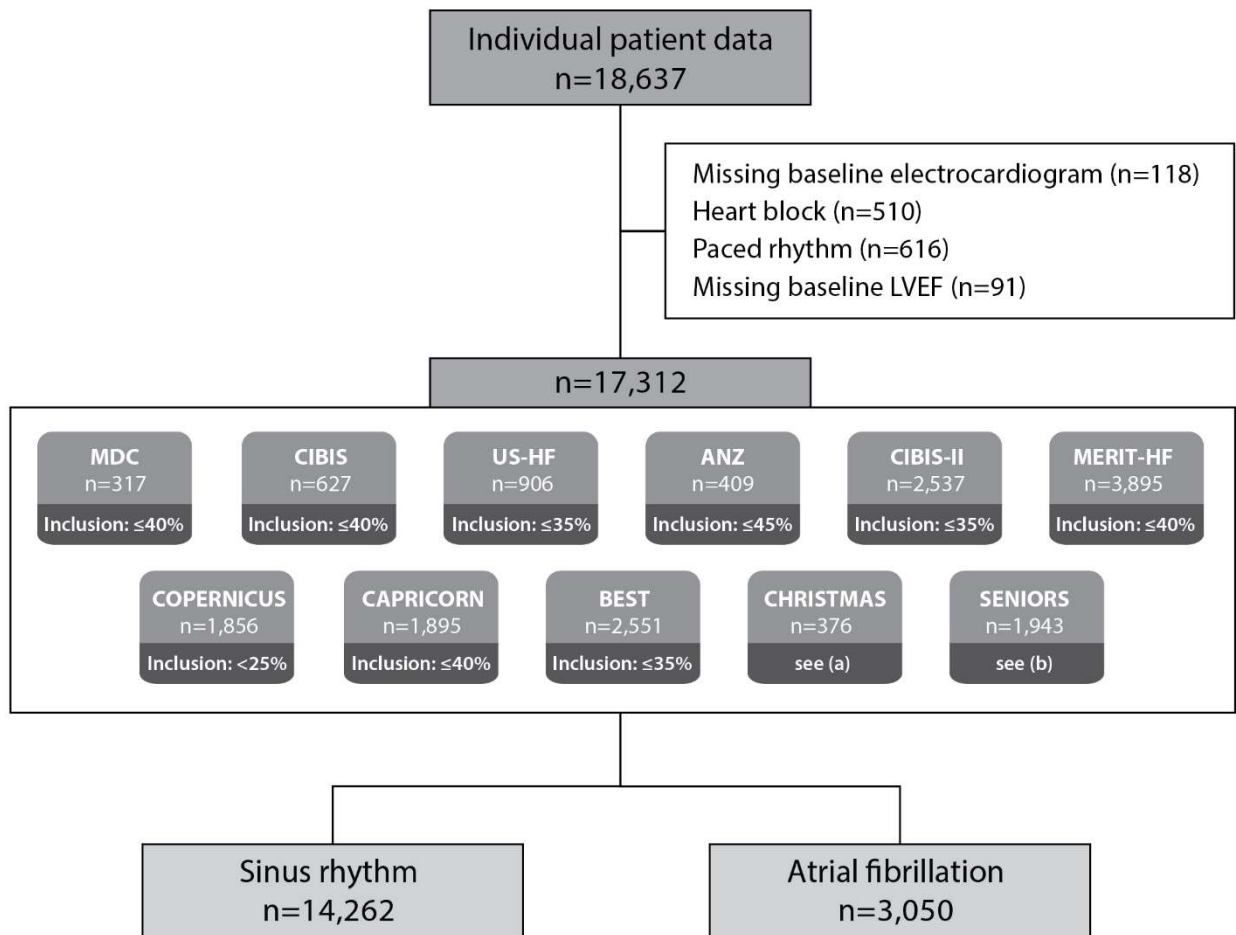 Individual patient data
n=18,637
Missing baseline electrocardiogram (n=118)
Heart block (n=510)
Paced rhythm (n=616)
Missing baseline LVEF (n=91)
n=17,312
MDC
n=317
Inclusion: ≤40%
CIBIS
n=627
Inclusion: ≤40%
US-HF
n=906
Inclusion: ≤35%
ANZ
n=409
Inclusion: ≤45%
CIBIS-II
n=2,537
Inclusion: ≤35%
MERIT-HF
n=3,895
Inclusion: ≤40%
COPERNICUS
n=1,856
Inclusion: <25%
CAPRICORN
n=1,895
Inclusion: ≤40%
BEST
n=2,551
Inclusion: ≤35%
CHRISTMAS
n=376
see (a)
SENIORS
n=1,943
see (b)
Sinus rhythm
n=14,262
Atrial fibrillation
n=3,050